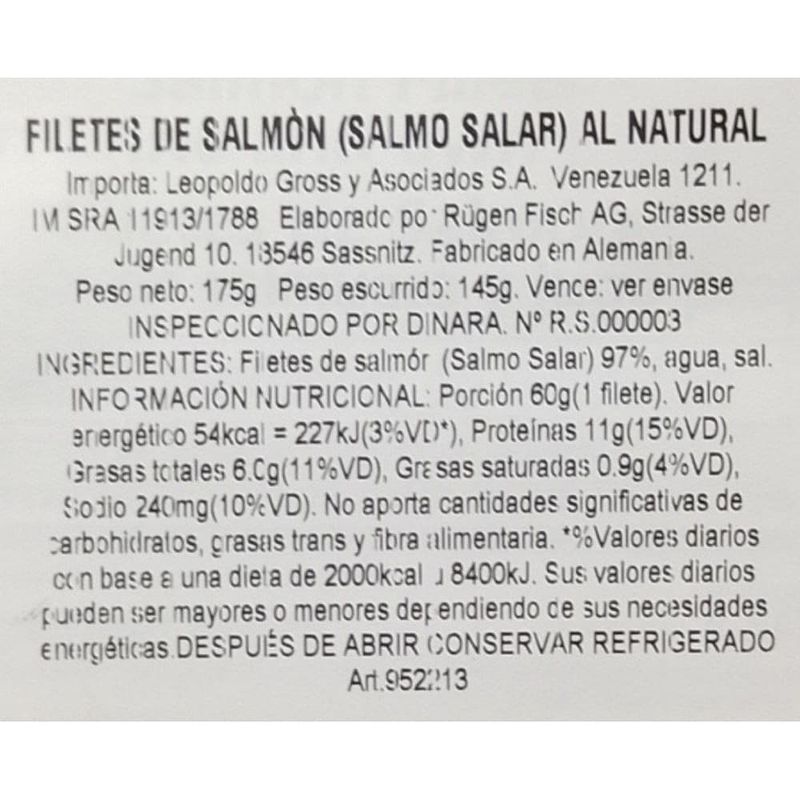 FILETES DE SALMÒN (SALMO SALAR) AL NATURAL
Importa: Leopoldo Gross y Asociados S.A. Venezuela 1211.
IM SRA 11913/1788 Elaborado por Rügen Fisch AG, Strasse der
Jugend 10. 18546 Sassnitz. Fabricado en Alemania.
Peso neto: 175g Peso escurrido: 145g. Vence: ver envase
INSPECCIONADO POR DINARA. Nº R.S.000003
INGREDIENTES: Filetes de salmón (Salmo Salar) 97%, agua, sal.
INFORMACIÓN NUTRICIONAL: Porción 60g(1 filete). Valor
energético 54kcal = 227kJ(3%VD*), Proteínas 11g(15%VD),
Grasas totales 6.0g(11%VD), Grasas saturadas 0.9g(4%VD),
Sodio 240mg(10%VD). No aporta cantidades significativas de
carbohidratos, grasas trans y fibra alimentaria. *%Valores diarios
con base a una dieta de 2000kcal u 8400kJ. Sus valores diarios
pueden ser mayores o menores dependiendo de sus necesidades
energéticas.DESPUÉS DE ABRIR CONSERVAR REFRIGERADO
Art.952213